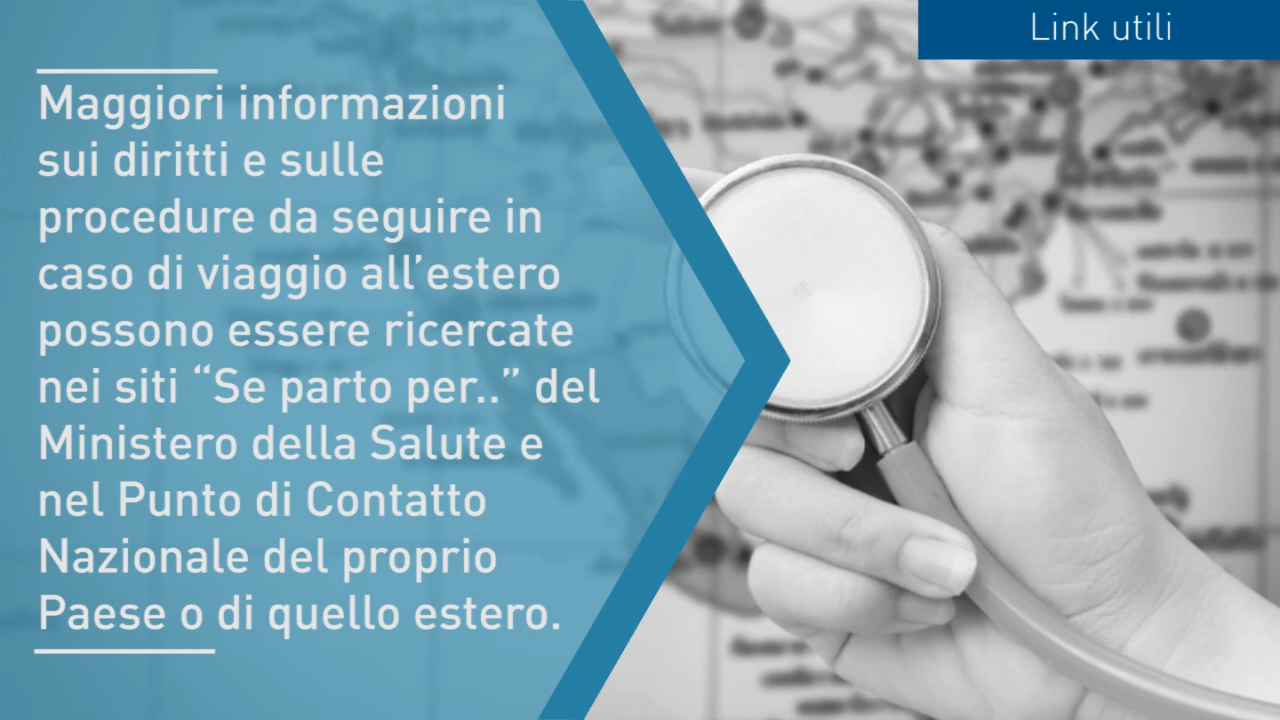 Link utili
Maggiori informazioni
sui diritti e sulle
procedure da seguire in
caso di viaggio all’estero
possono essere ricercate
nei siti “Se parto per..” del
Ministero della Salute e
nel Punto di Contatto
Nazionale del proprio
Paese o di quello estero.